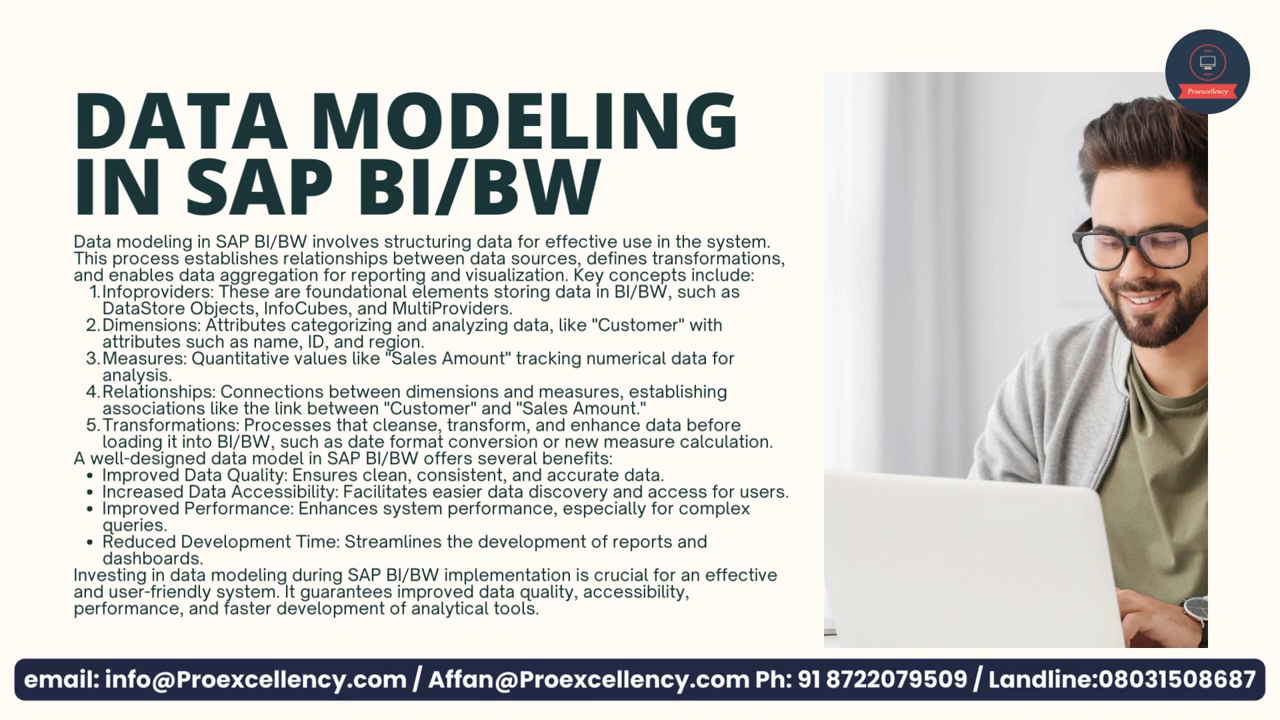 DATA MODELING
IN SAP BI/BW
Data modeling in SAP BI/BW involves structuring data for effective use in the system.
This process establishes relationships between data sources, defines transformations,
and enables data aggregation for reporting and visualization. Key concepts include:
1. Infoproviders: These are foundational elements storing data in BI/BW, such as
DataStore Objects, InfoCubes, and MultiProviders.
2. Dimensions: Attributes categorizing and analyzing data, like "Customer" with
attributes such as name, ID, and region.
3. Measures: Quantitative values like "Sales Amount" tracking numerical data for
analysis.
4. Relationships: Connections between dimensions and measures, establishing
associations like the link between "Customer" and "Sales Amount."
5. Transformations: Processes that cleanse, transform, and enhance data before
loading it into BI/BW, such as date format conversion or new measure calculation.
A well-designed data model in SAP BI/BW offers several benefits:
• Improved Data Quality: Ensures clean, consistent, and accurate data.
• Increased Data Accessibility: Facilitates easier data discovery and access for users.
• Improved Performance: Enhances system performance, especially for complex
queries.
• Reduced Development Time: Streamlines the development of reports and
dashboards.
Investing in data modeling during SAP BI/BW implementation is crucial for an effective
and user-friendly system. It guarantees improved data quality, accessibility,
performance, and faster development of analytical tools.
Proexcellency
email: info@Proexcellency.com / Affan@Proexcellency.com Ph: 91 8722079509 / Landline:08031508687